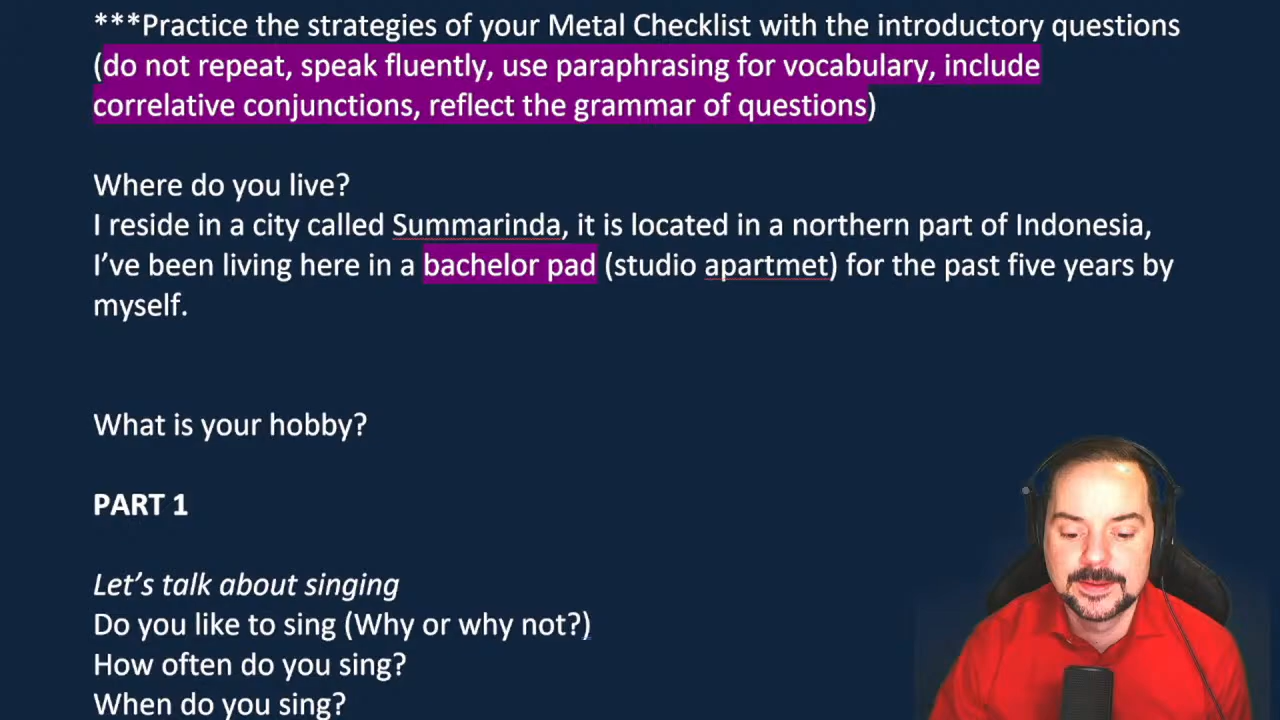 ***Practice the strategies of your Metal Checklist with the introductory questions
(do not repeat, speak fluently, use paraphrasing for vocabulary, include
correlative conjunctions, reflect the grammar of questions)
Where do you live?
I reside in a city called Summarinda, it is located in a northern part of Indonesia,
I’ve been living here in a bachelor pad (studio apartmet) for the past five years by
myself.
What is your hobby?
PART 1
Let’s talk about singing
Do you like to sing (Why or why not?)
How often do you sing?
When do you sing?